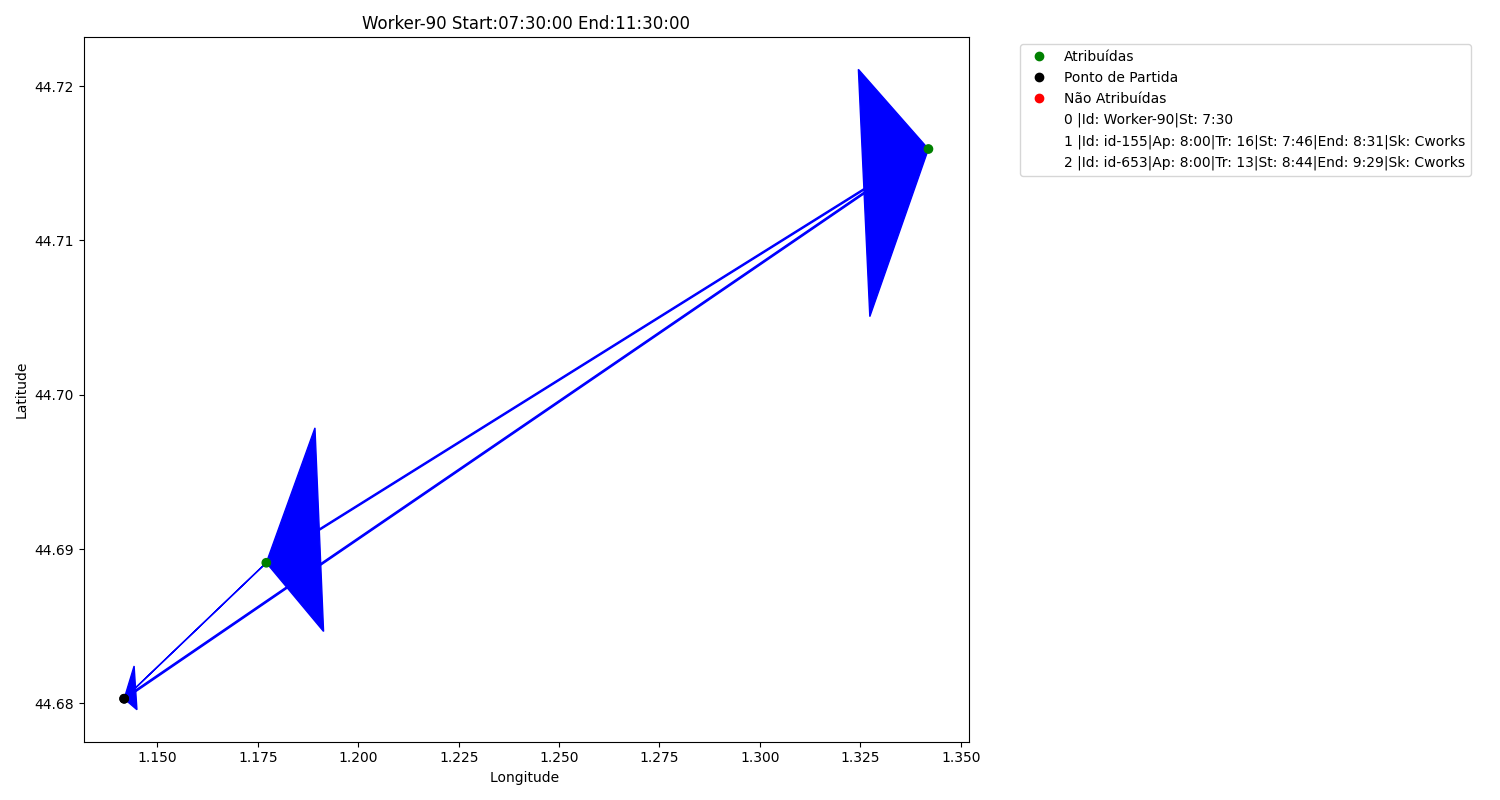 Worker-90 Start:07:30:00 End:11:30:00
44.72
44.71
44.70
44.69
44.68
Latitude
1.150
1.175
1.200
1.225
1.250
1.275
1.300
1.325
1.350
Longitude
Atribuídas
Ponto de Partida
Não Atribuídas
0 |Id: Worker-90|St: 7:30
1 |Id: id-155|Ap: 8:00|Tr: 16|St: 7:46|End: 8:31|Sk: Cworks
2 |Id: id-653|Ap: 8:00|Tr: 13|St: 8:44|End: 9:29|Sk: Cworks